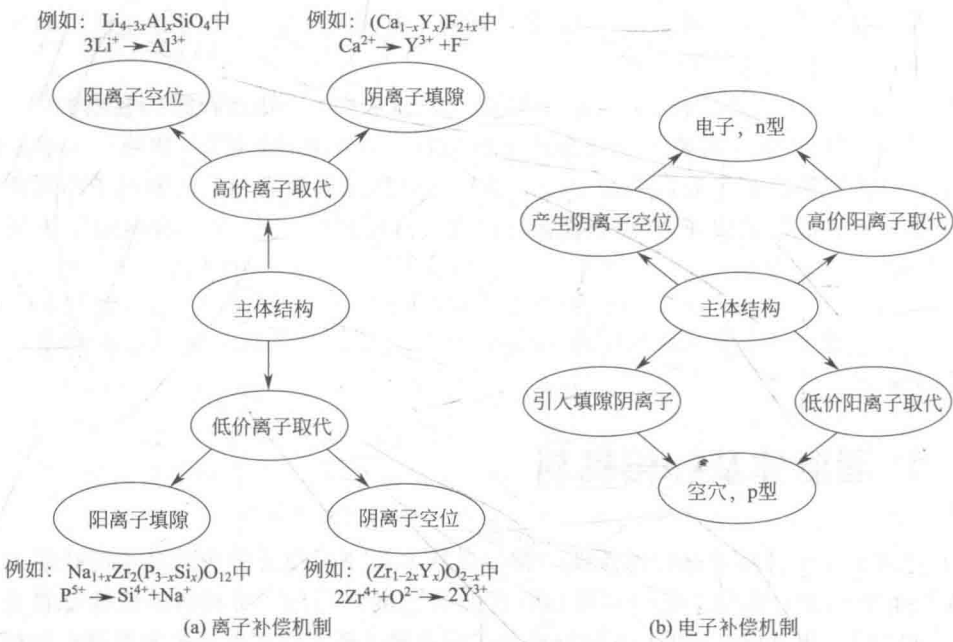 例如： Li₄₋₃ₓAlₓSiO₄中
3Li⁺→Al³⁺
例如： (Ca₁₋ₓYₓ)F₂₊ₓ中
Ca²⁺→Y³⁺+F⁻
阳离子空位
阴离子填隙
高价离子取代
主体结构
低价离子取代
阳离子填隙
阴离子空位
例如： Na₁₊ₓZr₂(P₃₋ₓSiₓ)O₁₂中
P⁵⁺→Si⁴⁺+Na⁺
例如： (Zr₁₋₂ₓYₓ)O₂₋ₓ中
2Zr⁴⁺+O²⁻→2Y³⁺
(a) 离子补偿机制
电子，n型
产生阴离子空位
高价阳离子取代
主体结构
引入填隙阴离子
低价阳离子取代
空穴，p型
(b) 电子补偿机制